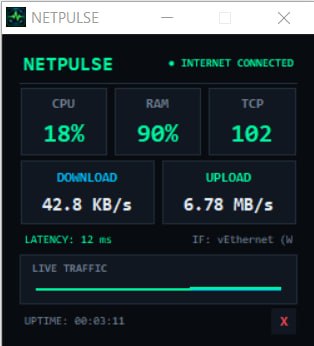 NETPULSE
NETPULSE ● INTERNET CONNECTED
CPU RAM TCP
18% 90% 102
DOWNLOAD UPLOAD
42.8 KB/s 6.78 MB/s
LATENCY: 12 ms IF: vEthernet (W
LIVE TRAFFIC
UPTIME: 00:03:11 X